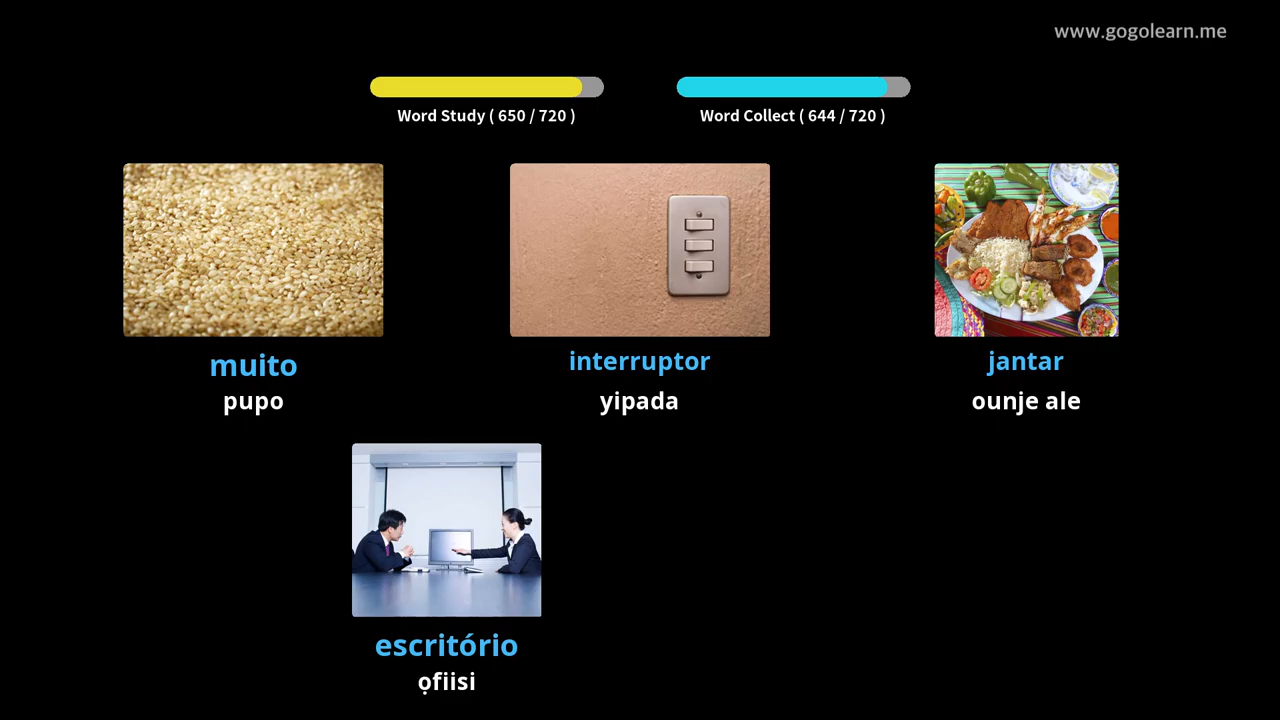 www.gogolearn.me
Word Study ( 650 / 720 )
Word Collect ( 644 / 720 )
muito
pupo
interruptor
yipada
jantar
ounje ale
escritório
ọfiisi